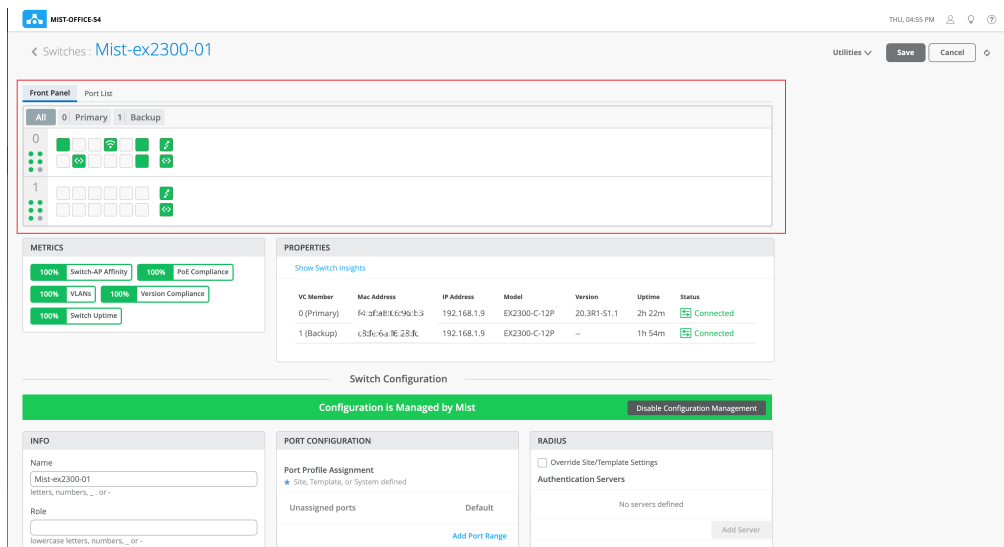 MIST-OFFICE-54
THU, 04:55 PM
Switches : Mist-ex2300-01
Utilities
Save
Cancel
Front Panel
Port List
All 0 Primary 1 Backup
0
1
METRICS
100% Switch-AP Affinity
100% PoE Compliance
100% VLANs
100% Version Compliance
100% Switch Uptime
PROPERTIES
Show Switch Insights
VC Member Mac Address IP Address Model Version Uptime Status
0 (Primary) 192.168.1.9 EX2300-C-12P 20.3R1-S1.1 2h 22m Connected
1 (Backup) 192.168.1.9 EX2300-C-12P -- 1h 54m Connected
Switch Configuration
Configuration is Managed by Mist
Disable Configuration Management
INFO
Name
Mist-ex2300-01
letters, numbers, _ . or -
Role
lowercase letters, numbers, _ or -
PORT CONFIGURATION
Port Profile Assignment
Site, Template, or System defined
Unassigned ports Default
Add Port Range
RADIUS
Override Site/Template Settings
Authentication Servers
No servers defined
Add Server